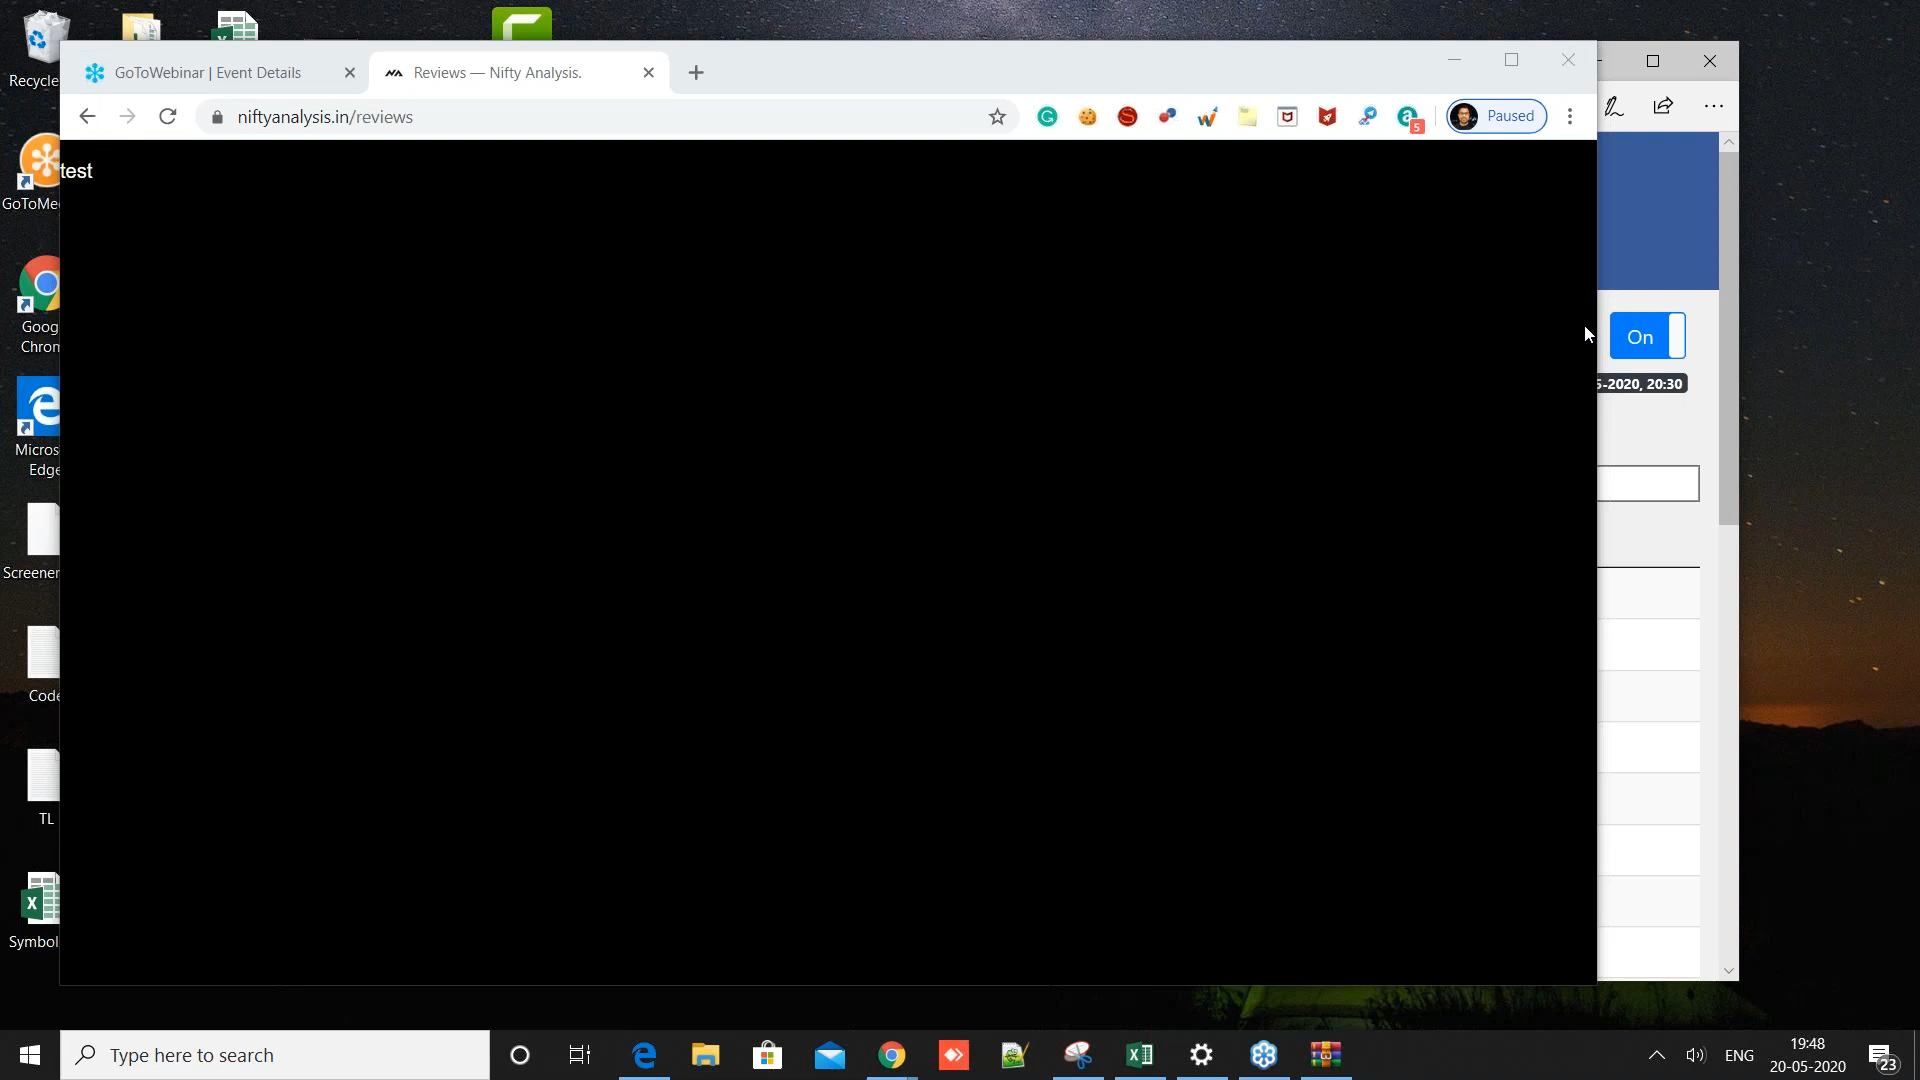 Recycle
GoToWebinar | Event Details
Reviews — Nifty Analysis.
niftyanalysis.in/reviews
5
Paused
test
GoToMe
Goog
Chron
On
5-2020, 20:30
Micros
Edge
Screener
Code
TL
Symbol
Type here to search
ENG
19:48
20-05-2020
23